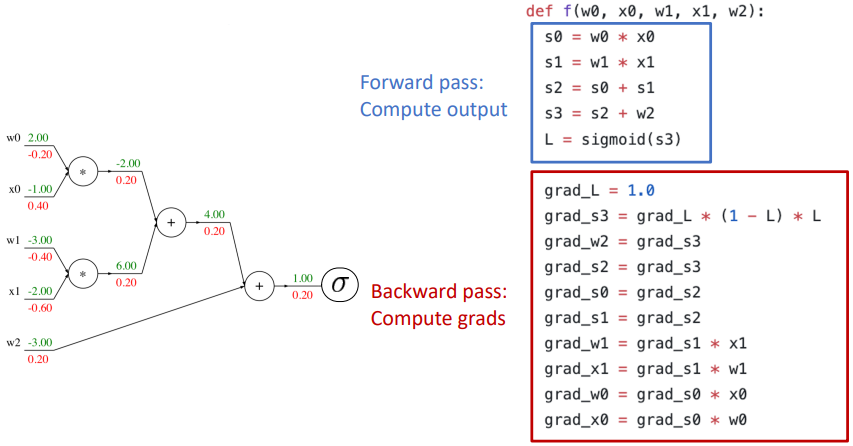 def f(w0, x0, w1, x1, w2):
s0 = w0 * x0
s1 = w1 * x1
s2 = s0 + s1
s3 = s2 + w2
L = sigmoid(s3)
Forward pass:
Compute output
grad_L = 1.0
grad_s3 = grad_L * (1 - L) * L
grad_w2 = grad_s3
grad_s2 = grad_s3
grad_s0 = grad_s2
grad_s1 = grad_s2
grad_w1 = grad_s1 * x1
grad_x1 = grad_s1 * w1
grad_w0 = grad_s0 * x0
grad_x0 = grad_s0 * w0
Backward pass:
Compute grads
w0 2.00
-0.20
x0 -1.00
0.40
*
-2.00
0.20
w1 -3.00
-0.40
x1 -2.00
-0.60
*
6.00
0.20
+
4.00
0.20
w2 -3.00
0.20
+
1.00
0.20
σ